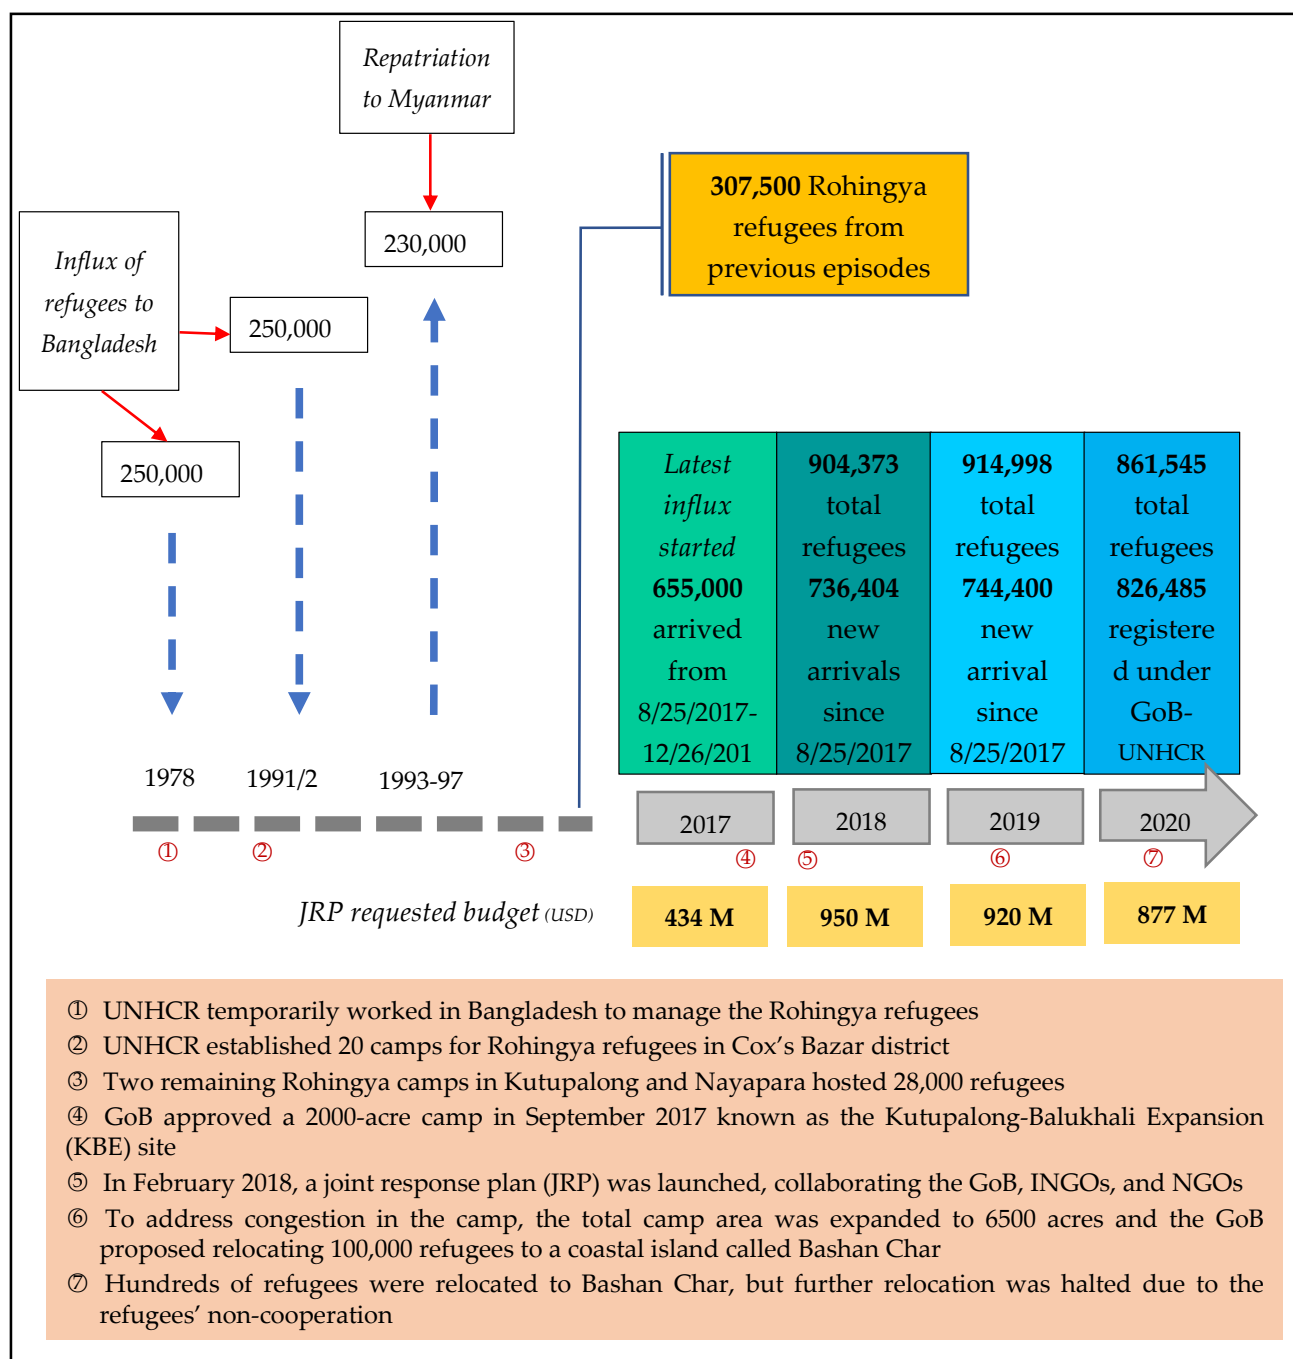 Repatriation
to Myanmar
230,000
Influx of
refugees to
Bangladesh
250,000
250,000
307,500 Rohingya
refugees from
previous episodes
Latest
influx
started
655,000
arrived
from
8/25/2017-
12/26/201
904,373
total
refugees
736,404
new
arrivals
since
8/25/2017
914,998
total
refugees
744,400
new
arrival
since
8/25/2017
861,545
total
refugees
826,485
registere
d under
GoB-
UNHCR
1978
1991/2
1993-97
2017
2018
2019
2020
①
②
③
④
⑤
⑥
⑦
JRP requested budget (USD)
434 M
950 M
920 M
877 M
① UNHCR temporarily worked in Bangladesh to manage the Rohingya refugees
② UNHCR established 20 camps for Rohingya refugees in Cox’s Bazar district
③ Two remaining Rohingya camps in Kutupalong and Nayapara hosted 28,000 refugees
④ GoB approved a 2000-acre camp in September 2017 known as the Kutupalong-Balukhali Expansion
(KBE) site
⑤ In February 2018, a joint response plan (JRP) was launched, collaborating the GoB, INGOs, and NGOs
⑥ To address congestion in the camp, the total camp area was expanded to 6500 acres and the GoB
proposed relocating 100,000 refugees to a coastal island called Bashan Char
⑦ Hundreds of refugees were relocated to Bashan Char, but further relocation was halted due to the
refugees’ non-cooperation